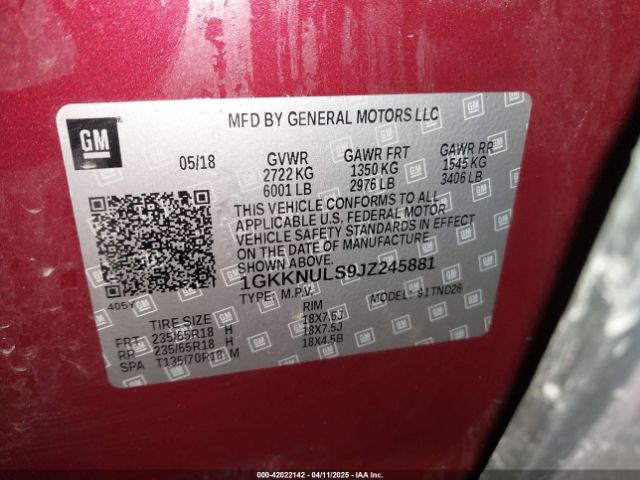 GM
MFD BY GENERAL MOTORS LLC
05/18 GVWR GAWR FRT GAWR RR
2722 KG 1350 KG 1545 KG
6001 LB 2976 LB 3406 LB
THIS VEHICLE CONFORMS TO ALL
APPLICABLE U.S. FEDERAL MOTOR
VEHICLE SAFETY STANDARDS IN EFFECT
ON THE DATE OF MANUFACTURE
SHOWN ABOVE.
1GKKNULS9JZ245881
TYPE: M.P.V. MODEL: 91TND26
405Y
TIRE SIZE RIM
FRT 235/65R18 H 18X7.5J
RR 235/65R18 H 18X7.5J
SPA T135/70R18 M 18X4.5B
000-42022142 - 04/11/2025 - IAA Inc.